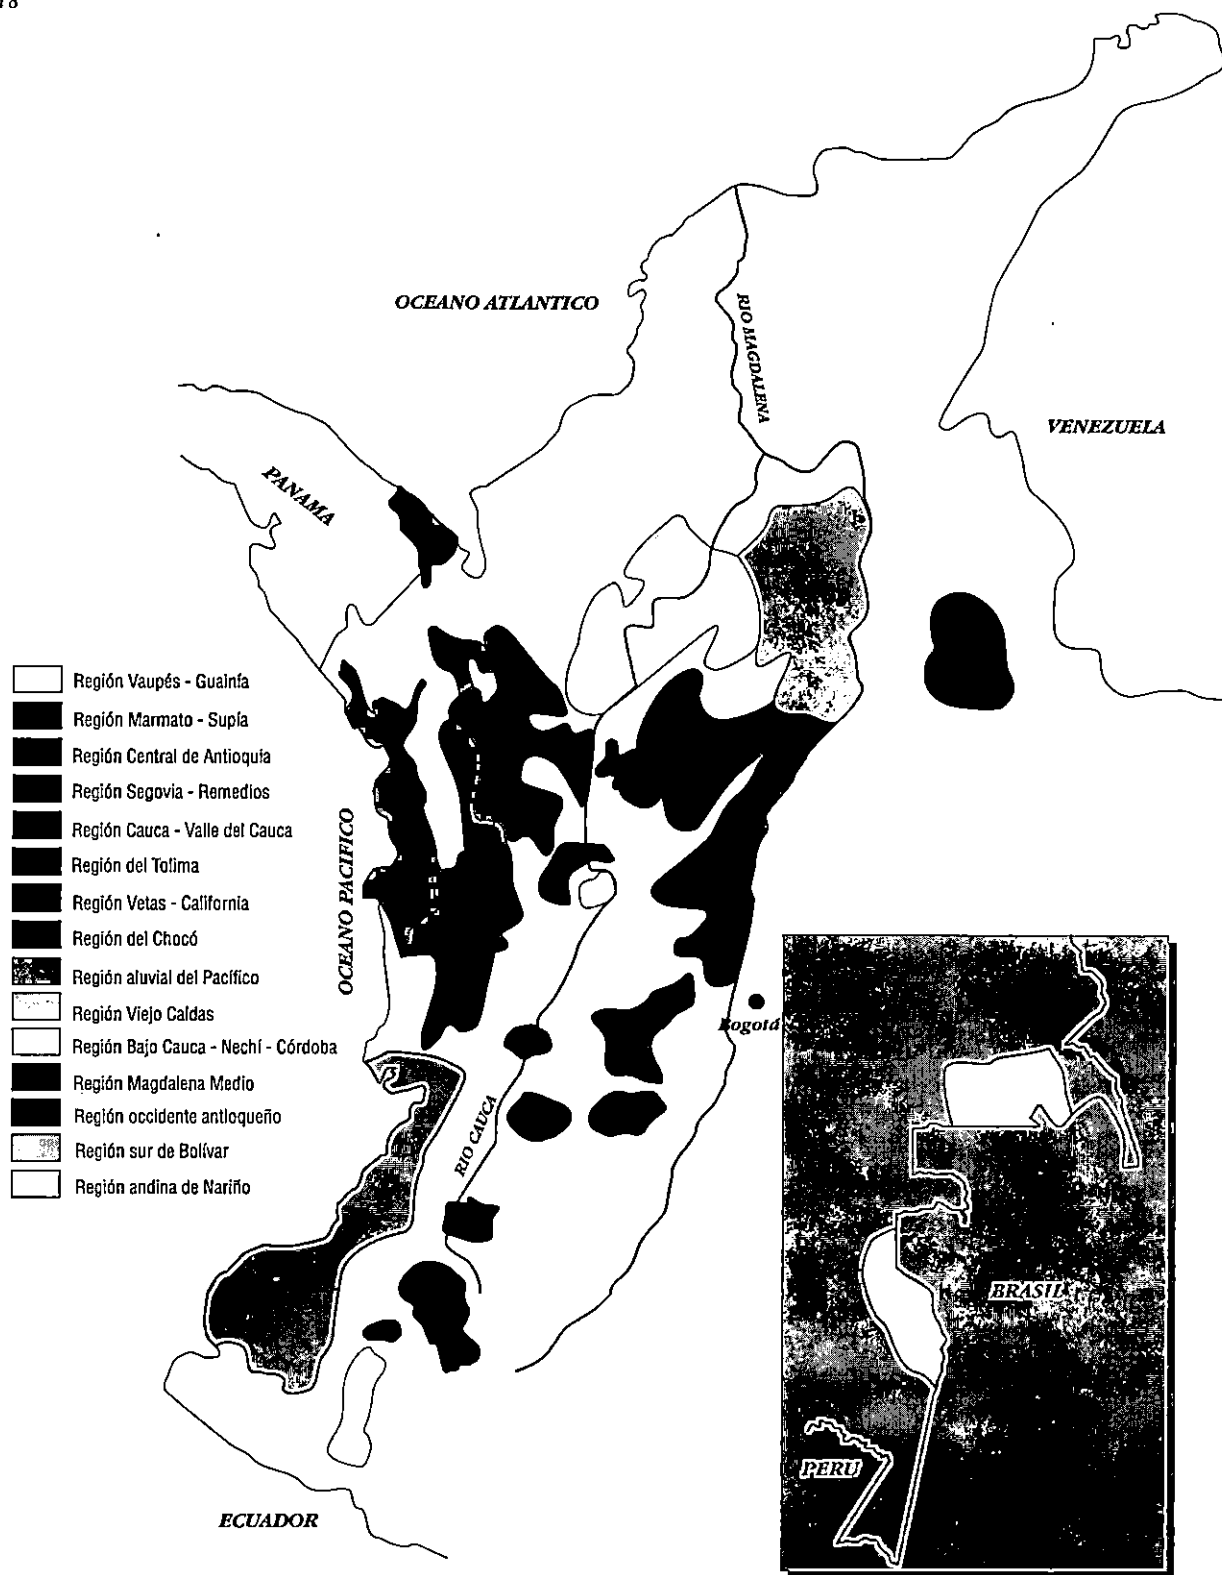 OCEANO ATLANTICO
RIO MAGDALENA
VENEZUELA
PANAMA
Región Vaupés - Guainía
Región Marmato - Supía
Región Central de Antioquia
Región Segovia - Remedios
Región Cauca - Valle del Cauca
Región del Tolima
Región Vetas - California
Región del Chocó
Región aluvial del Pacífico
Región Viejo Caldas
Región Bajo Cauca - Nechí - Córdoba
Región Magdalena Medio
Región occidente antioqueño
Región sur de Bolívar
Región andina de Nariño
OCEANO PACIFICO
Bogotá
RIO CAUCA
BRASIL
PERU
ECUADOR